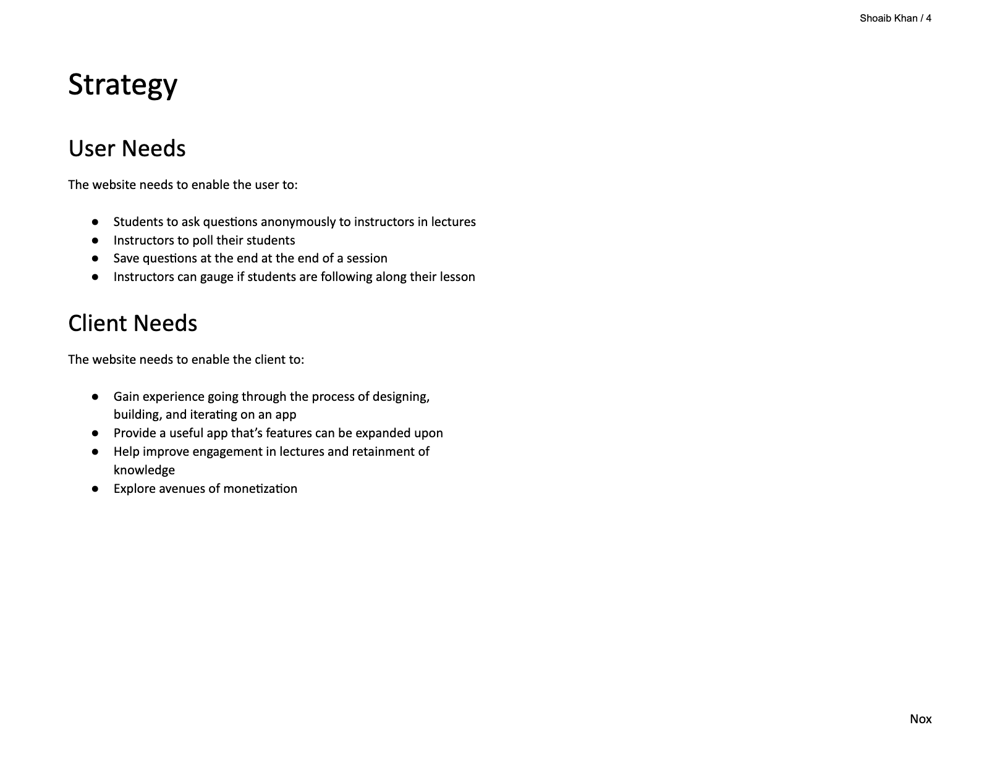 Shoaib Khan / 4
Strategy
User Needs
The website needs to enable the user to:
● Students to ask questions anonymously to instructors in lectures
● Instructors to poll their students
● Save questions at the end at the end of a session
● Instructors can gauge if students are following along their lesson
Client Needs
The website needs to enable the client to:
● Gain experience going through the process of designing,
building, and iterating on an app
● Provide a useful app that’s features can be expanded upon
● Help improve engagement in lectures and retainment of
knowledge
● Explore avenues of monetization
Nox